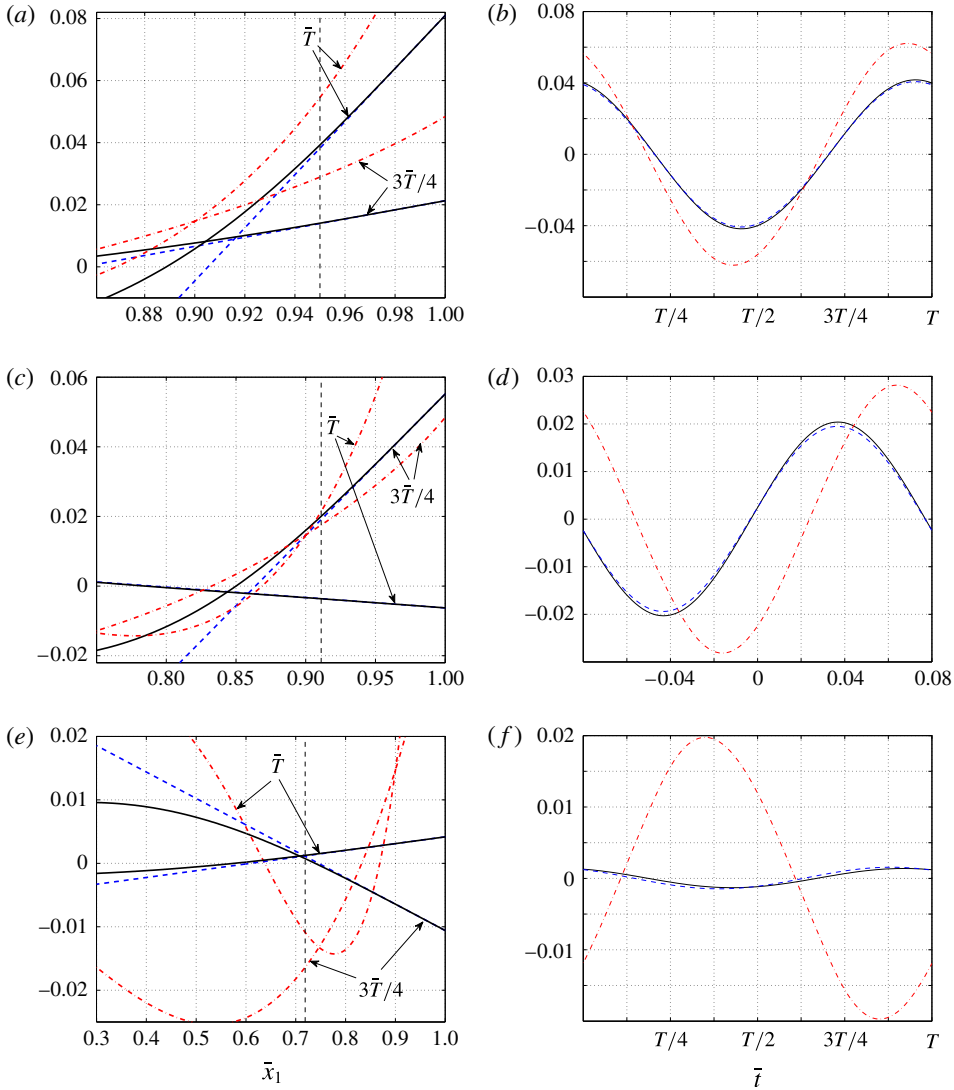 (a)
0.08
0.06
0.04
0.02
0
T̄
3T̄/4
0.88 0.90 0.92 0.94 0.96 0.98 1.00
(b)
0.08
0.04
0
−0.04
T/4 T/2 3T/4 T
(c)
0.06
0.04
0.02
0
−0.02
T̄
3T̄/4
0.80 0.85 0.90 0.95 1.00
(d)
0.03
0.02
0.01
0
−0.01
−0.02
−0.04 0 0.04 0.08
(e)
0.02
0.01
0
−0.01
−0.02
T̄
3T̄/4
0.3 0.4 0.5 0.6 0.7 0.8 0.9 1.0
x̄₁
(f)
0.02
0.01
0
−0.01
T/4 T/2 3T/4 T
t̄